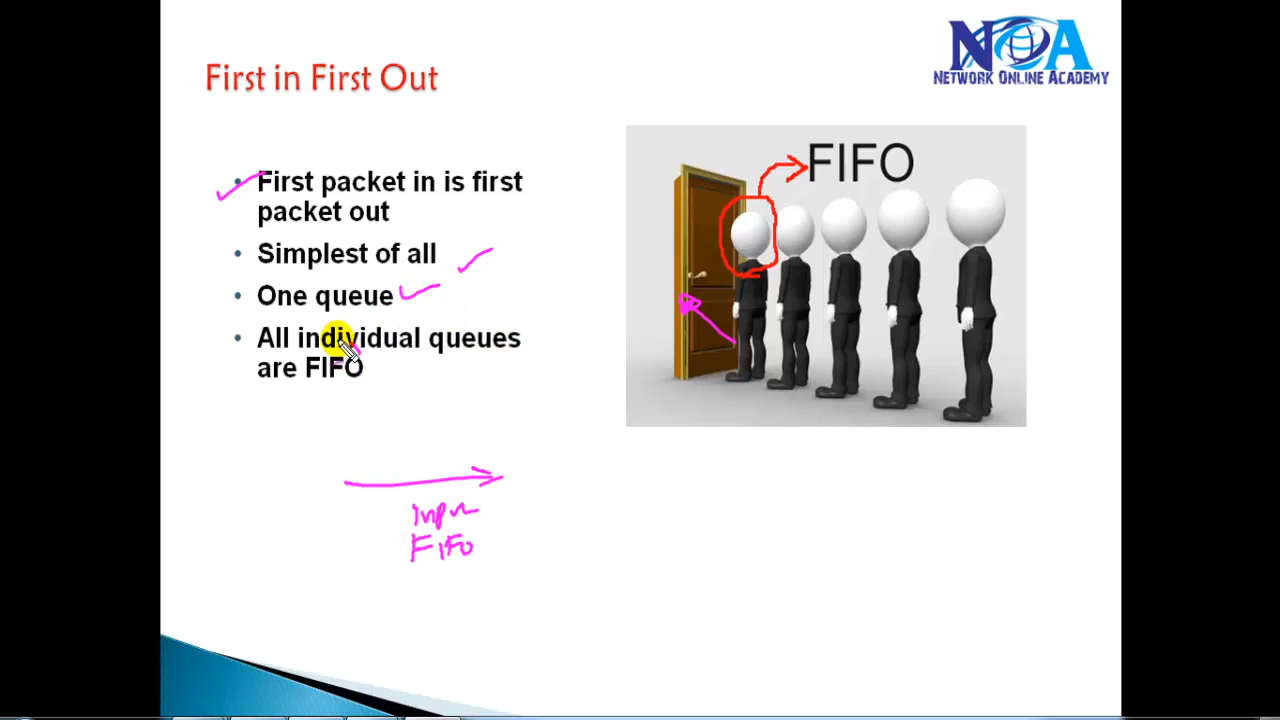 NOA
NETWORK ONLINE ACADEMY
First in First Out
First packet in is first
packet out
Simplest of all
One queue
All individual queues
are FIFO
FIFO
FIFO